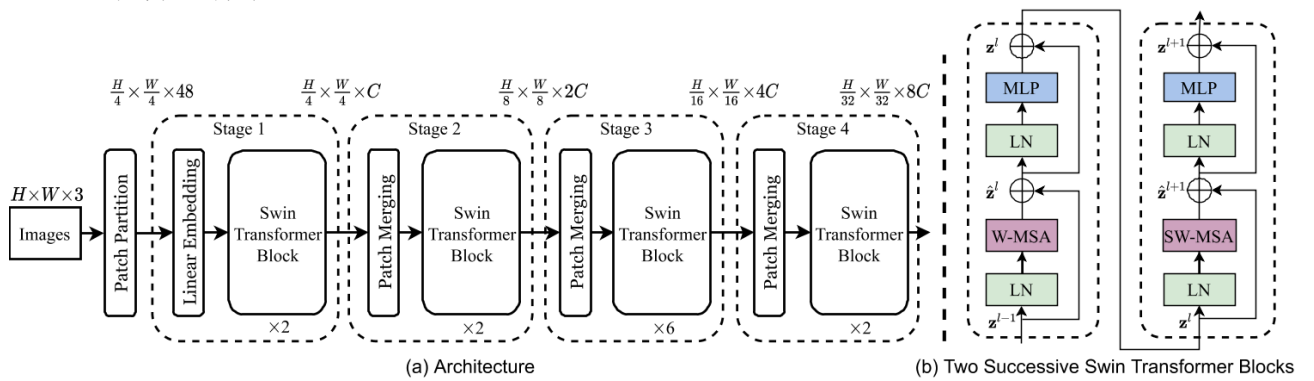 H/4 × W/4 × 48
H/4 × W/4 × C
H/8 × W/8 × 2C
H/16 × W/16 × 4C
H/32 × W/32 × 8C
H×W×3
Images
Patch Partition
Stage 1
Linear Embedding
Swin
Transformer
Block
×2
Stage 2
Patch Merging
Swin
Transformer
Block
×2
Stage 3
Patch Merging
Swin
Transformer
Block
×6
Stage 4
Patch Merging
Swin
Transformer
Block
×2
(a) Architecture
z^l
MLP
LN
ẑ^l
W-MSA
LN
z^{l-1}
z^{l+1}
MLP
LN
ẑ^{l+1}
SW-MSA
LN
z^l
(b) Two Successive Swin Transformer Blocks